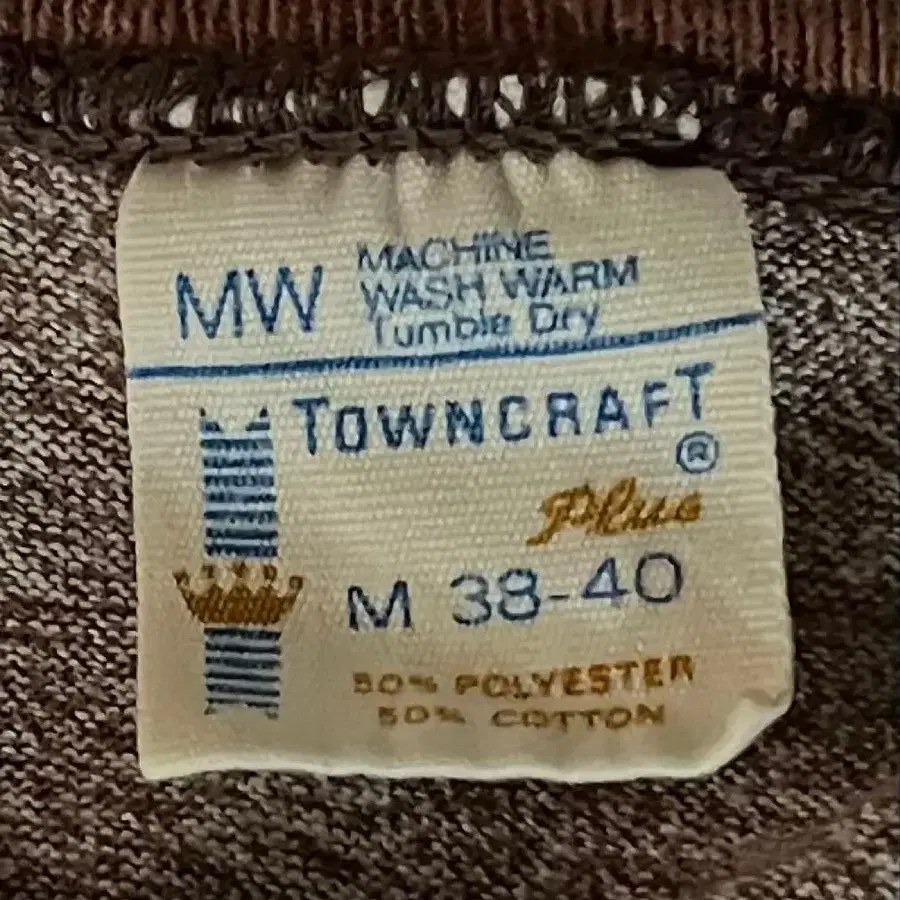 MW
MACHINE
WASH WARM
Tumble Dry
TOWNCRAFT
®
Plus
M 38-40
50% POLYESTER
50% COTTON